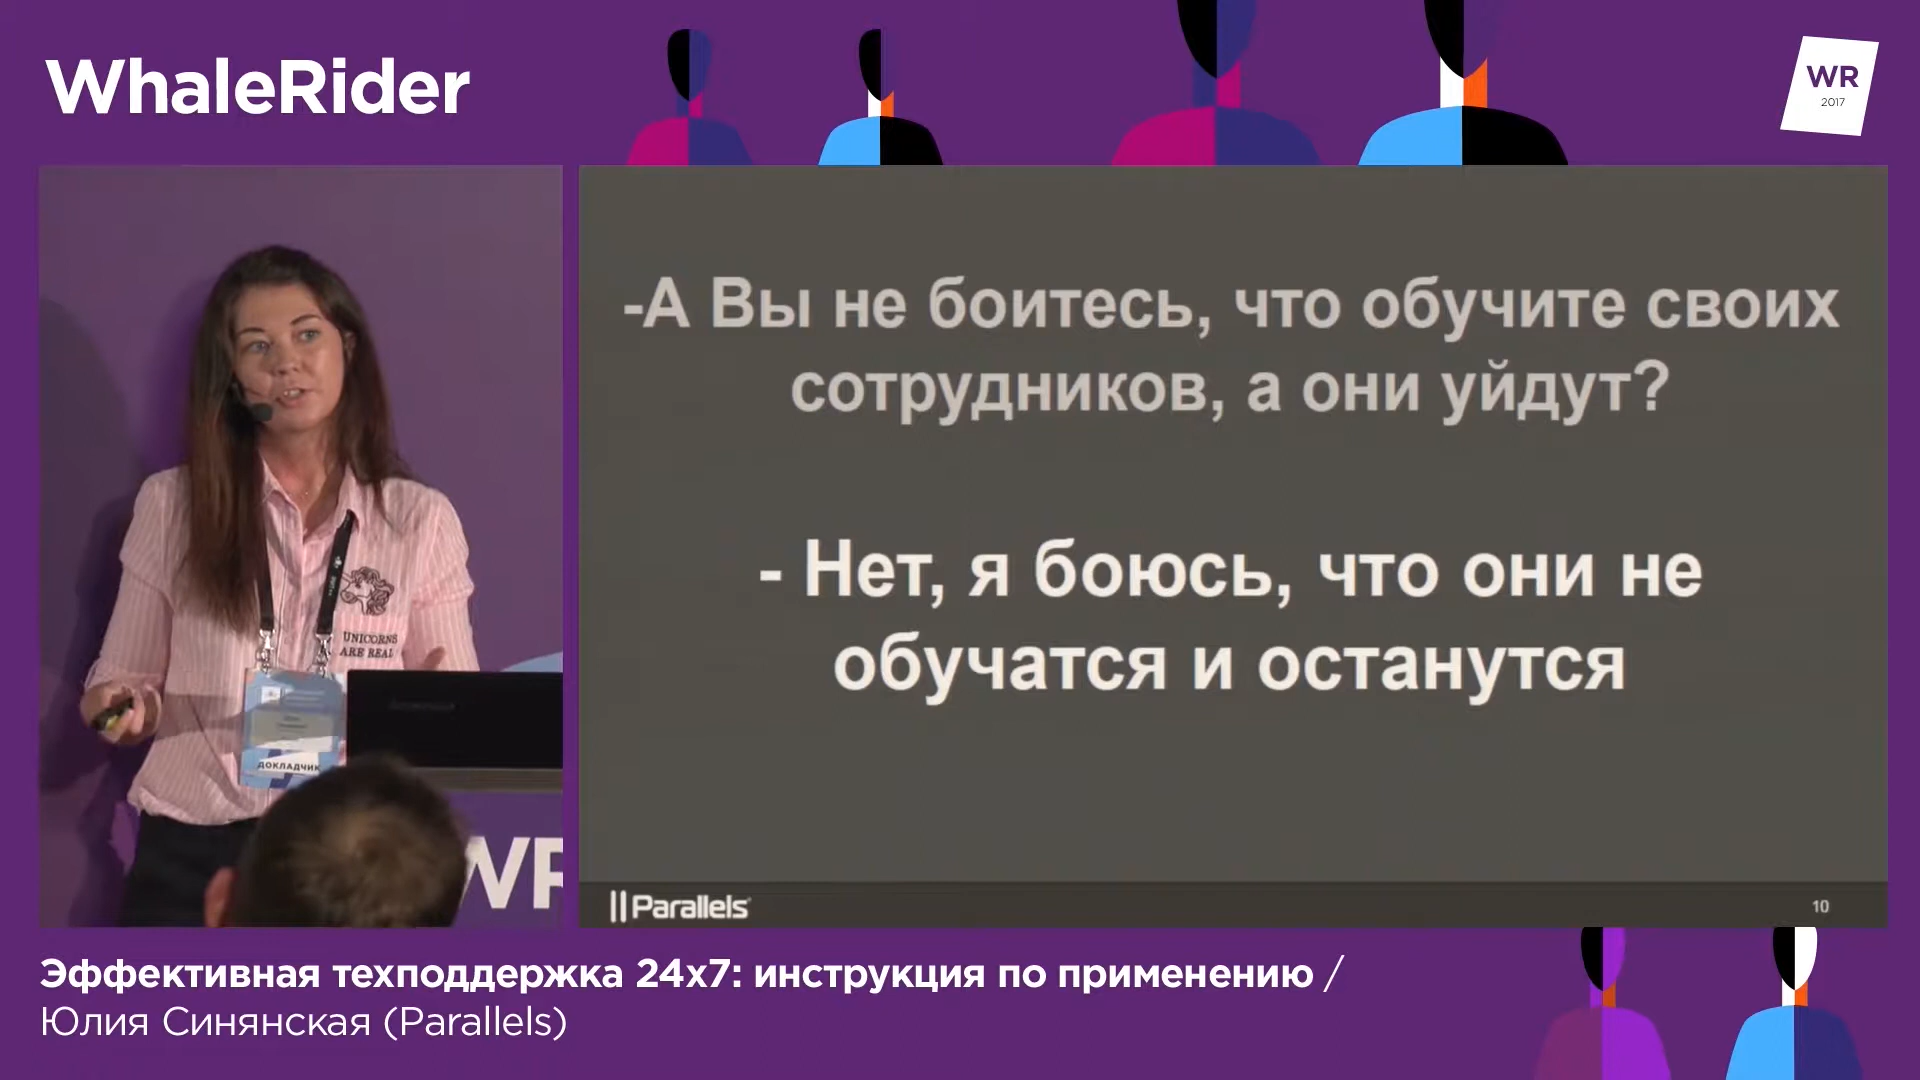 WhaleRider
WR
2017
-А Вы не боитесь, что обучите своих
сотрудников, а они уйдут?
- Нет, я боюсь, что они не
обучатся и останутся
Parallels
10
UNICORNS
ARE REAL
ДОКЛАДЧИК
WR
Эффективная техподдержка 24x7: инструкция по применению /
Юлия Синянская (Parallels)